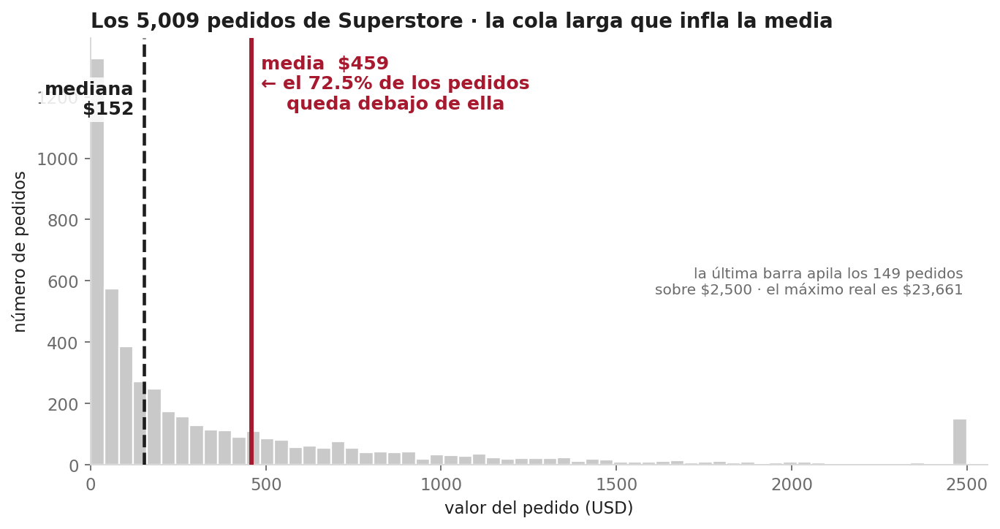 Los 5,009 pedidos de Superstore · la cola larga que infla la media
media  $459
← el 72.5% de los pedidos
queda debajo de ella
mediana
$152
1200
1000
800
600
400
200
0
número de pedidos
la última barra apila los 149 pedidos
sobre $2,500 · el máximo real es $23,661
0 500 1000 1500 2000 2500
valor del pedido (USD)